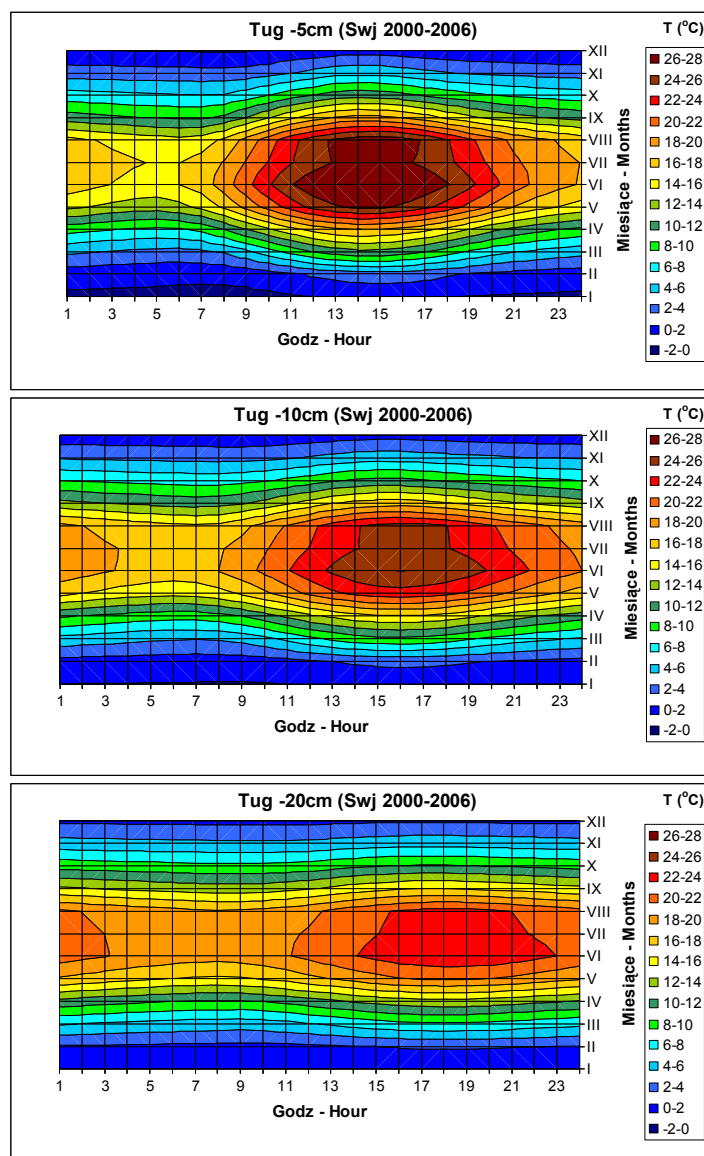 Tug -5cm (Swj 2000-2006)
T (°C)
XII
XI
X
IX
VIII
VII
VI
V
IV
III
II
I
Miesiące - Months
1 3 5 7 9 11 13 15 17 19 21 23
Godz - Hour
26-28
24-26
22-24
20-22
18-20
16-18
14-16
12-14
10-12
8-10
6-8
4-6
2-4
0-2
-2-0
Tug -10cm (Swj 2000-2006)
T (°C)
XII
XI
X
IX
VIII
VII
VI
V
IV
III
II
I
Miesiące - Months
1 3 5 7 9 11 13 15 17 19 21 23
Godz - Hour
26-28
24-26
22-24
20-22
18-20
16-18
14-16
12-14
10-12
8-10
6-8
4-6
2-4
0-2
-2-0
Tug -20cm (Swj 2000-2006)
T (°C)
XII
XI
X
IX
VIII
VII
VI
V
IV
III
II
I
Miesiące - Months
1 3 5 7 9 11 13 15 17 19 21 23
Godz - Hour
26-28
24-26
22-24
20-22
18-20
16-18
14-16
12-14
10-12
8-10
6-8
4-6
2-4
0-2
-2-0